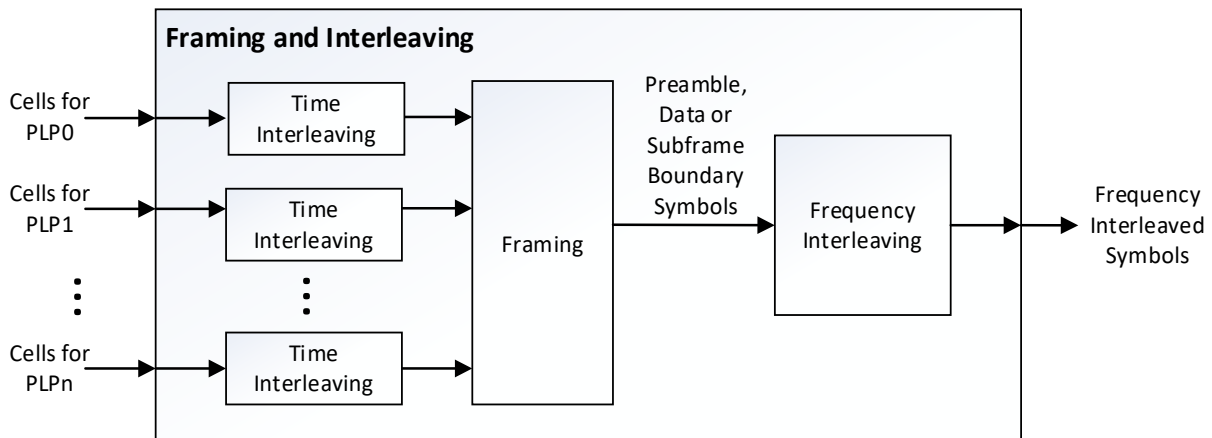 Framing and Interleaving
Cells for
PLP0
Time
Interleaving
Cells for
PLP1
Time
Interleaving
Cells for
PLPn
Time
Interleaving
Framing
Preamble,
Data or
Subframe
Boundary
Symbols
Frequency
Interleaving
Frequency
Interleaved
Symbols